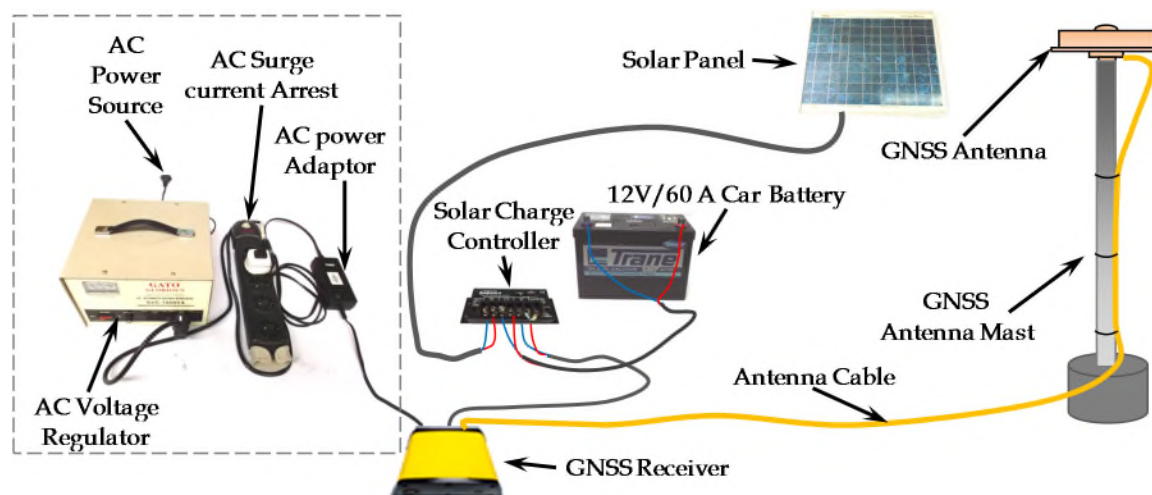 AC
Power
Source
AC Surge
current Arrest
AC power
Adaptor
AC Voltage
Regulator
GATO
Solar Panel
Solar Charge
Controller
12V/60 A Car Battery
Trane
GNSS Antenna
GNSS
Antenna Mast
Antenna Cable
GNSS Receiver